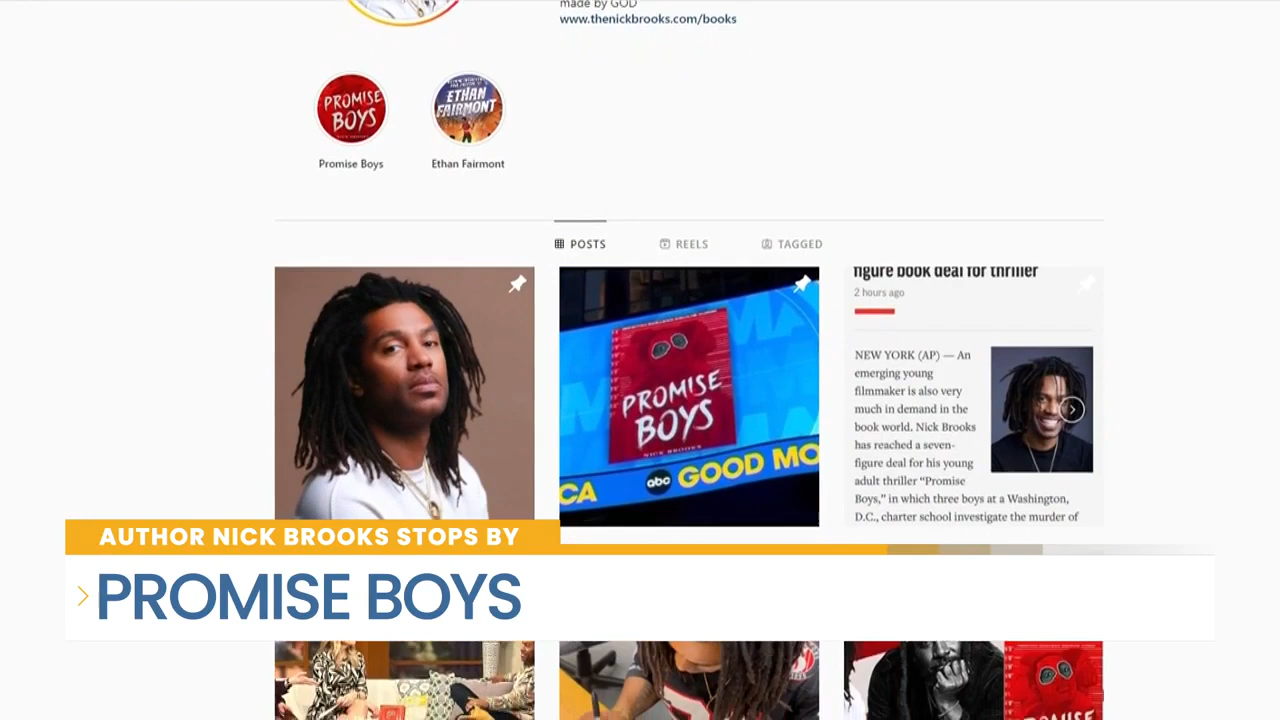 made by GOD
www.thenickbrooks.com/books
PROMISE
BOYS
ETHAN
FAIRMONT
Promise Boys
Ethan Fairmont
POSTS
REELS
TAGGED
PROMISE
BOYS
NICK BROOKS
CA
abc GOOD MO
figure book deal for thriller
2 hours ago
NEW YORK (AP) — An
emerging young
filmmaker is also very
much in demand in the
book world. Nick Brooks
has reached a seven-
figure deal for his young
adult thriller “Promise
Boys,” in which three boys at a Washington,
D.C., charter school investigate the murder of
AUTHOR NICK BROOKS STOPS BY
PROMISE BOYS
PROMISE